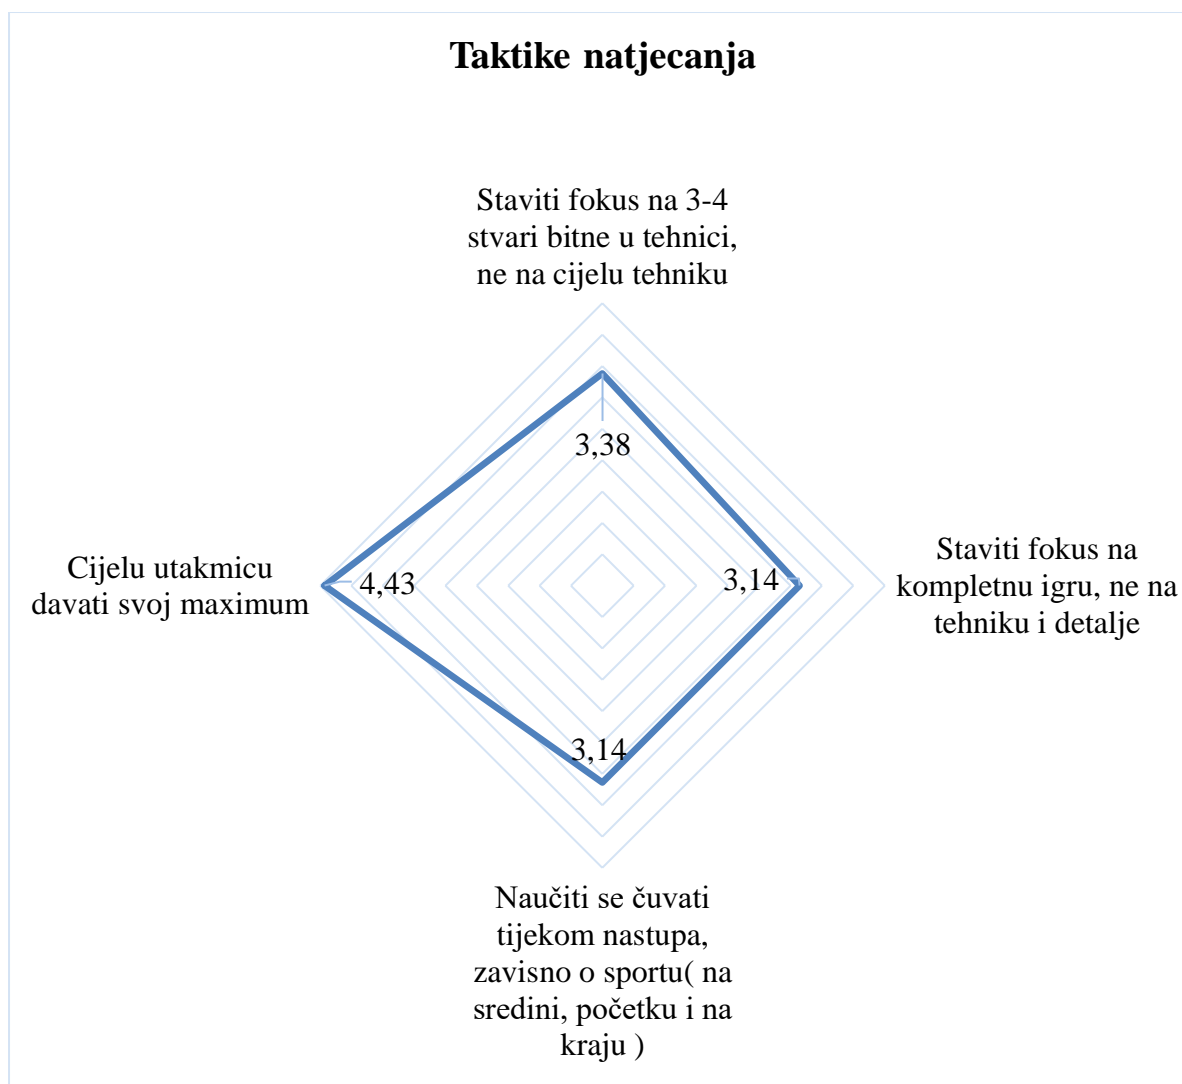 Taktike natjecanja
Staviti fokus na 3-4
stvari bitne u tehnici,
ne na cijelu tehniku
3,38
Staviti fokus na
kompletnu igru, ne na
tehniku i detalje
3,14
Cijelu utakmicu
davati svoj maximum
4,43
3,14
Naučiti se čuvati
tijekom nastupa,
zavisno o sportu( na
sredini, početku i na
kraju )